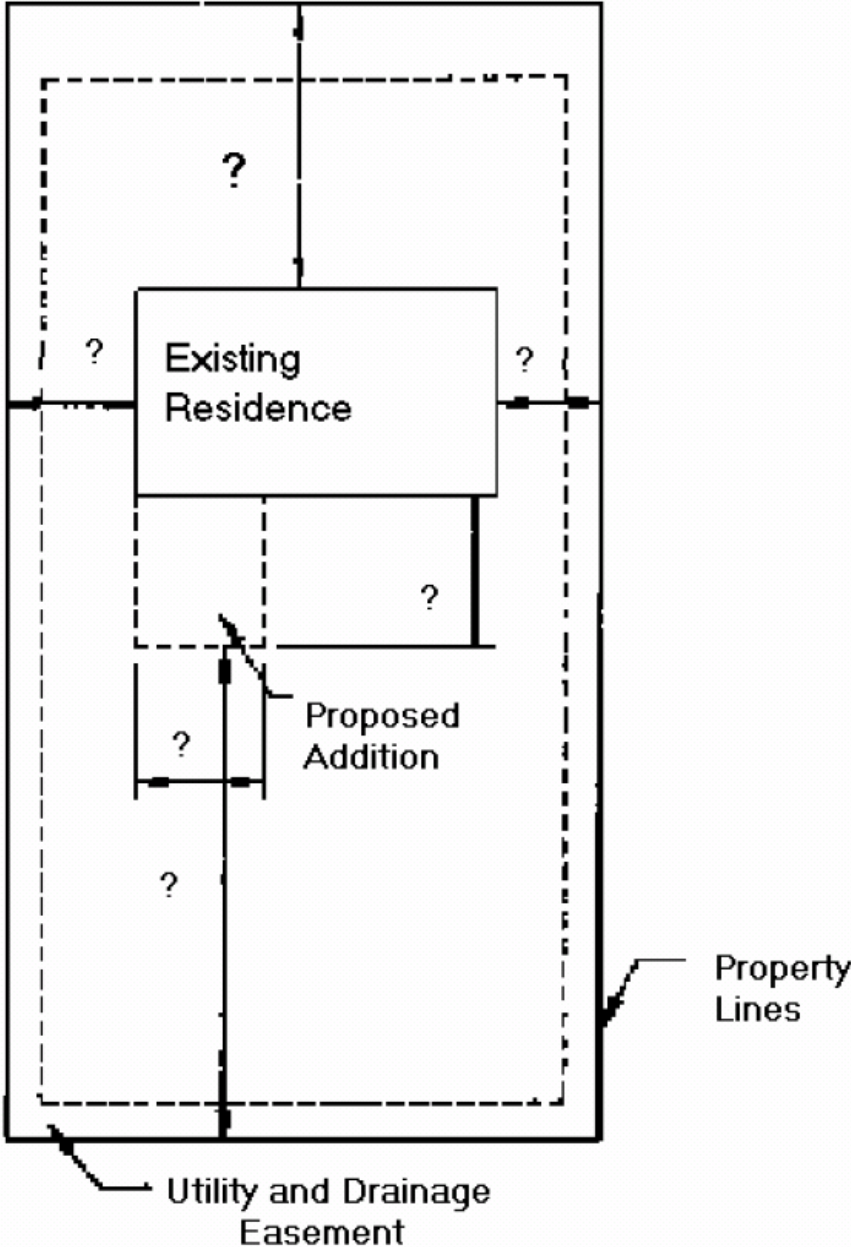 ?
?
Existing
Residence
?
?
Proposed
Addition
?
?
Property
Lines
Utility and Drainage
Easement